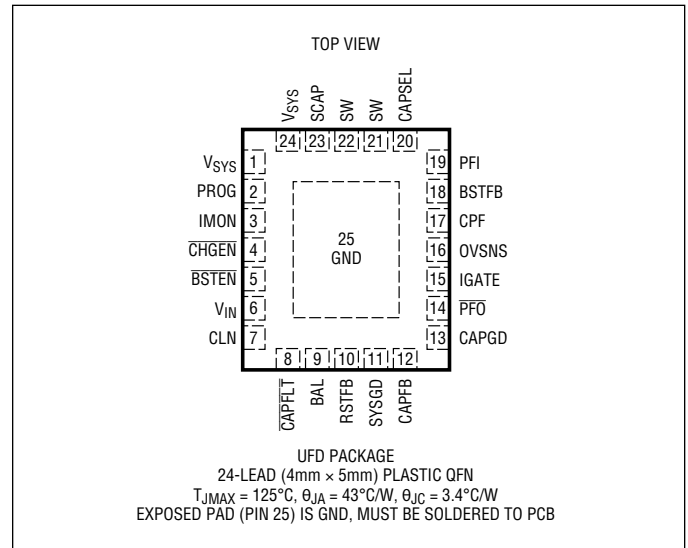 TOP VIEW
VSYS SCAP SW SW CAPSEL
24 23 22 21 20
VSYS 1
PROG 2
IMON 3
CHGEN 4
BSTEN 5
VIN 6
CLN 7
25
GND
19 PFI
18 BSTFB
17 CPF
16 OVSNS
15 IGATE
14 PFO
13 CAPGD
8 9 10 11 12
CAPFLT BAL RSTFB SYSGD CAPFB
UFD PACKAGE
24-LEAD (4mm × 5mm) PLASTIC QFN
TJMAX = 125°C, θJA = 43°C/W, θJC = 3.4°C/W
EXPOSED PAD (PIN 25) IS GND, MUST BE SOLDERED TO PCB